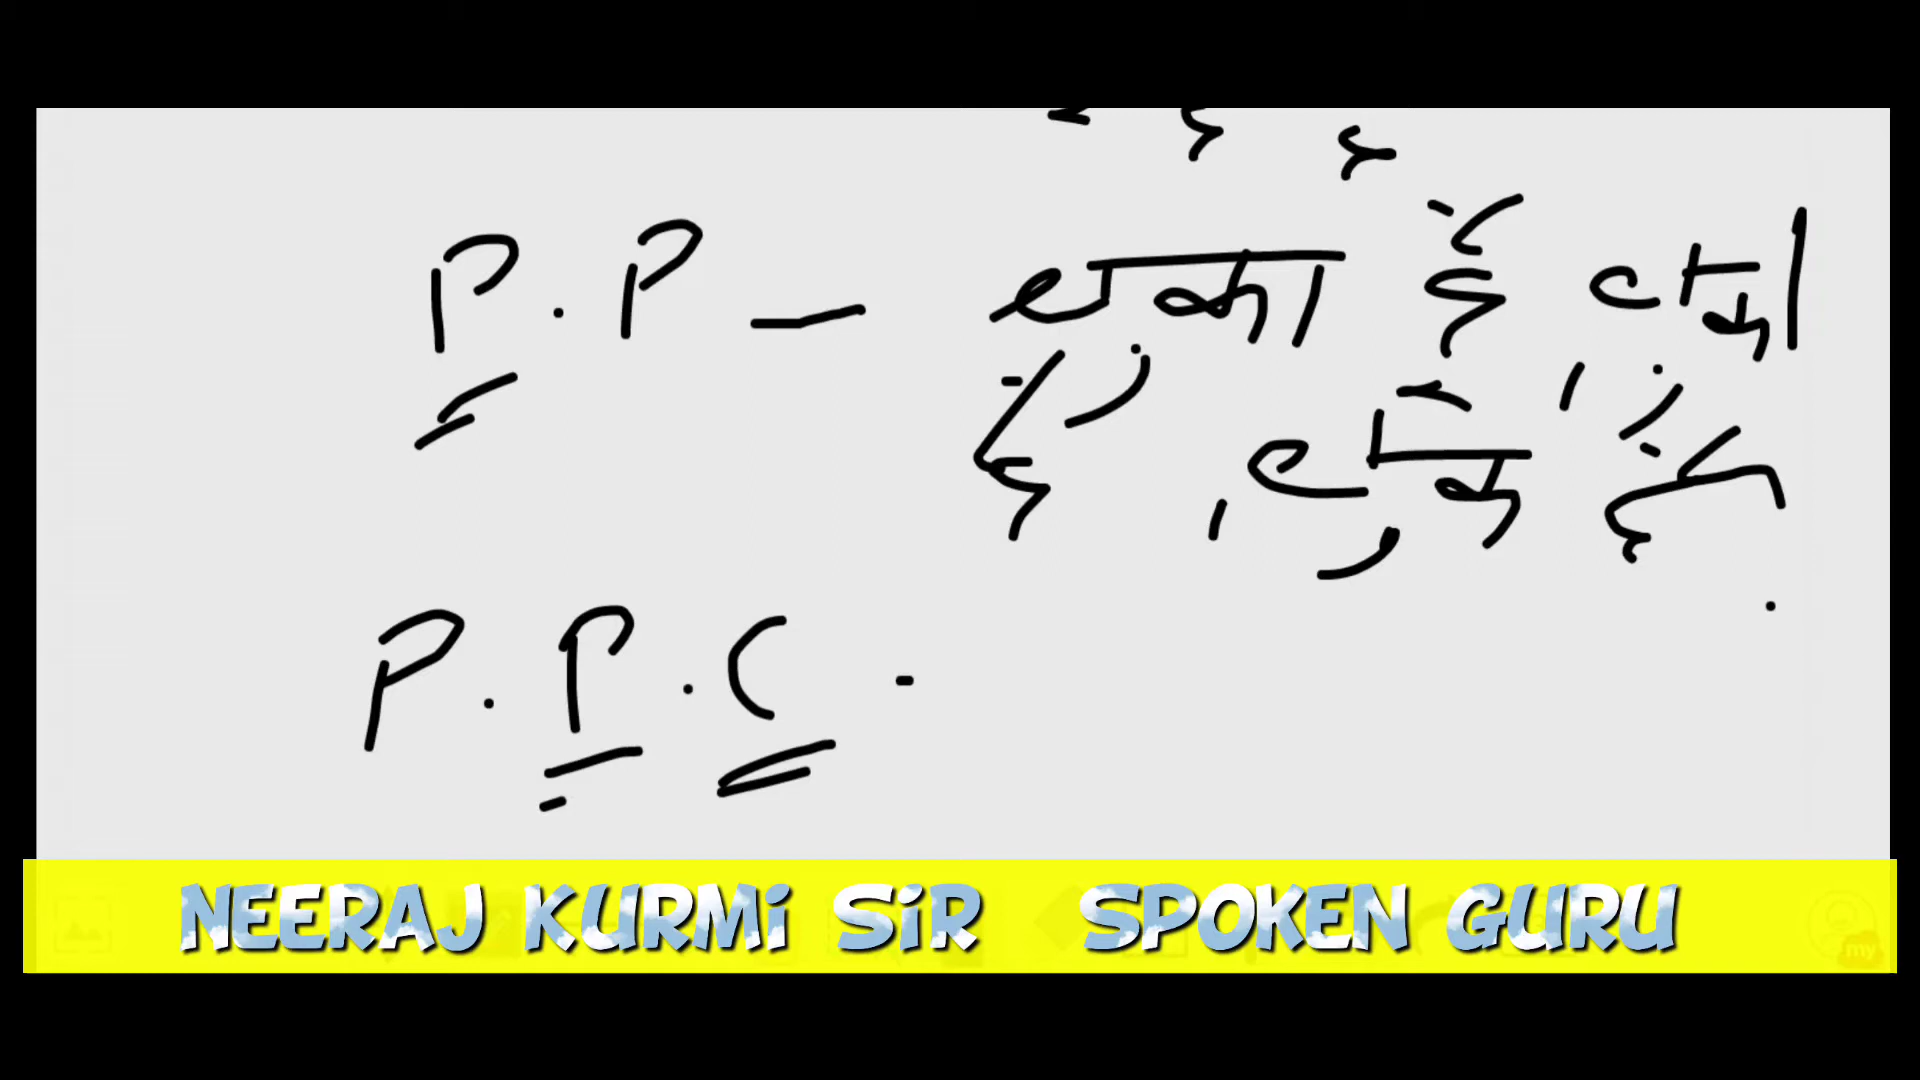 P.P — चुका है, चुकी
है, चुके हैं.
P.P.C -
NEERAJ KURMI SIR SPOKEN GURU